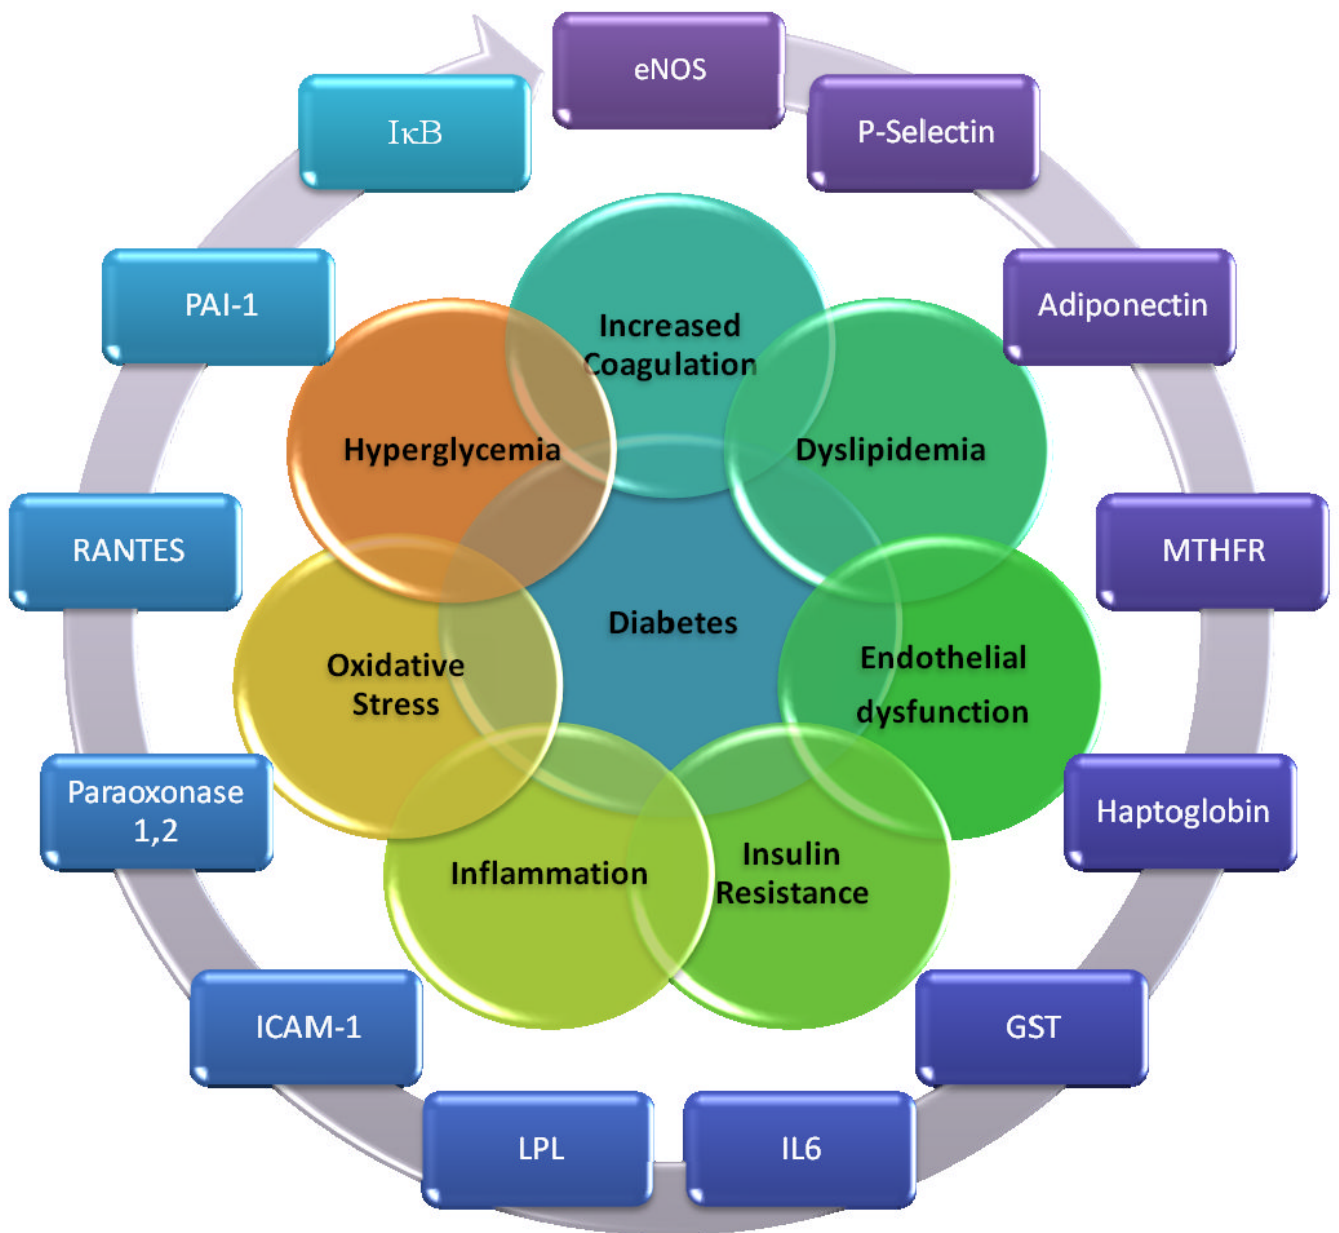 eNOS
P-Selectin
Adiponectin
MTHFR
Haptoglobin
GST
IL6
LPL
ICAM-1
Paraoxonase
1,2
RANTES
PAI-1
IκB
Increased
Coagulation
Dyslipidemia
Endothelial
dysfunction
Insulin
Resistance
Inflammation
Oxidative
Stress
Hyperglycemia
Diabetes